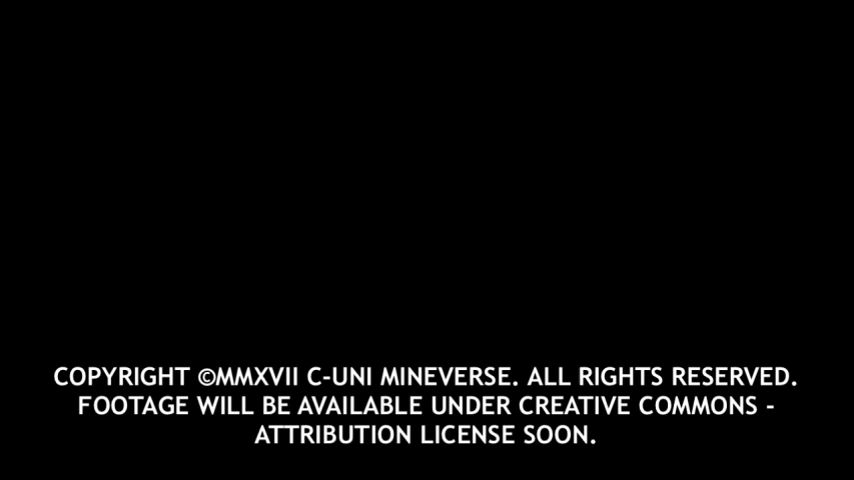 COPYRIGHT ©MMXVII C-UNI MINEVERSE. ALL RIGHTS RESERVED.
FOOTAGE WILL BE AVAILABLE UNDER CREATIVE COMMONS -
ATTRIBUTION LICENSE SOON.